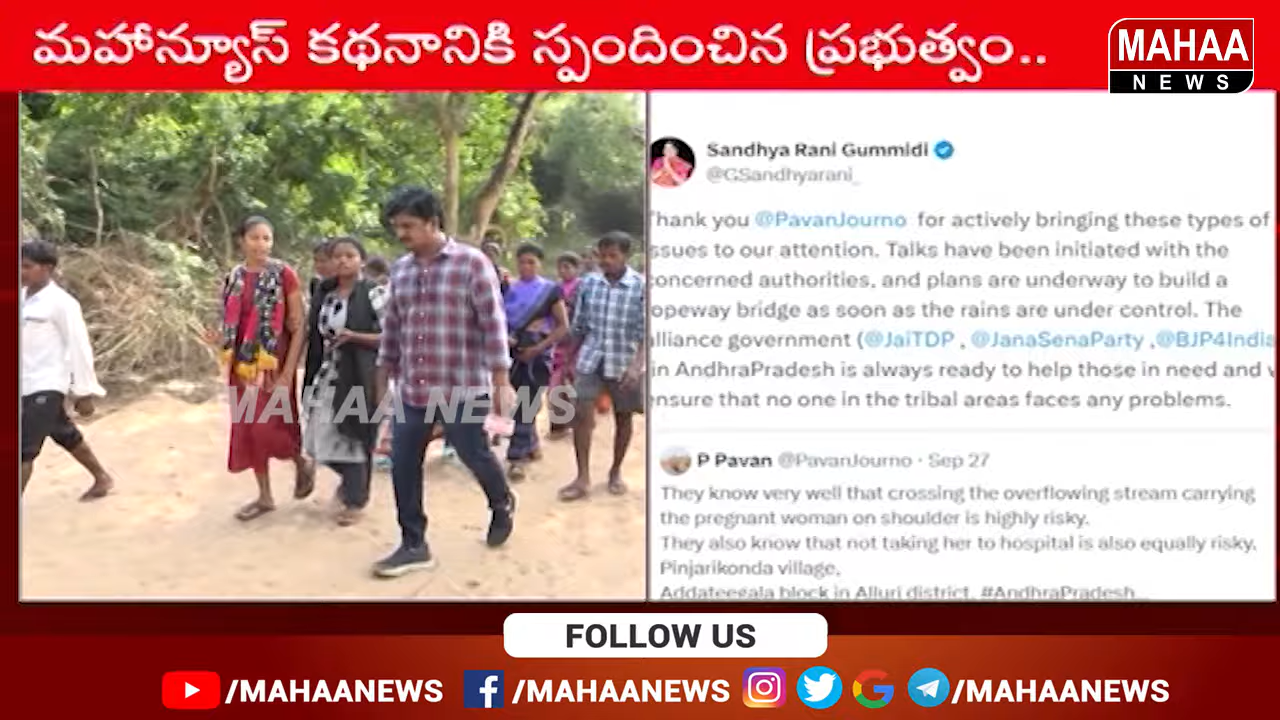 మహాన్యూస్ కథనానికి స్పందించిన ప్రభుత్వం..
MAHAA
NEWS
Sandhya Rani Gummidi
@GSandhyarani_
Thank you @PavanJourno for actively bringing these types of
ssues to our attention. Talks have been initiated with the
concerned authorities, and plans are underway to build a
opeway bridge as soon as the rains are under control. The
lliance government (@JaiTDP , @JanaSenaParty ,@BJP4India
in AndhraPradesh is always ready to help those in need and w
ensure that no one in the tribal areas faces any problems.
P Pavan @PavanJourno · Sep 27
They know very well that crossing the overflowing stream carrying
the pregnant woman on shoulder is highly risky.
They also know that not taking her to hospital is also equally risky.
Pinjarikonda village,
Addateegala block in Alluri district. #AndhraPradesh...
MAHAA NEWS
FOLLOW US
/MAHAANEWS /MAHAANEWS /MAHAANEWS